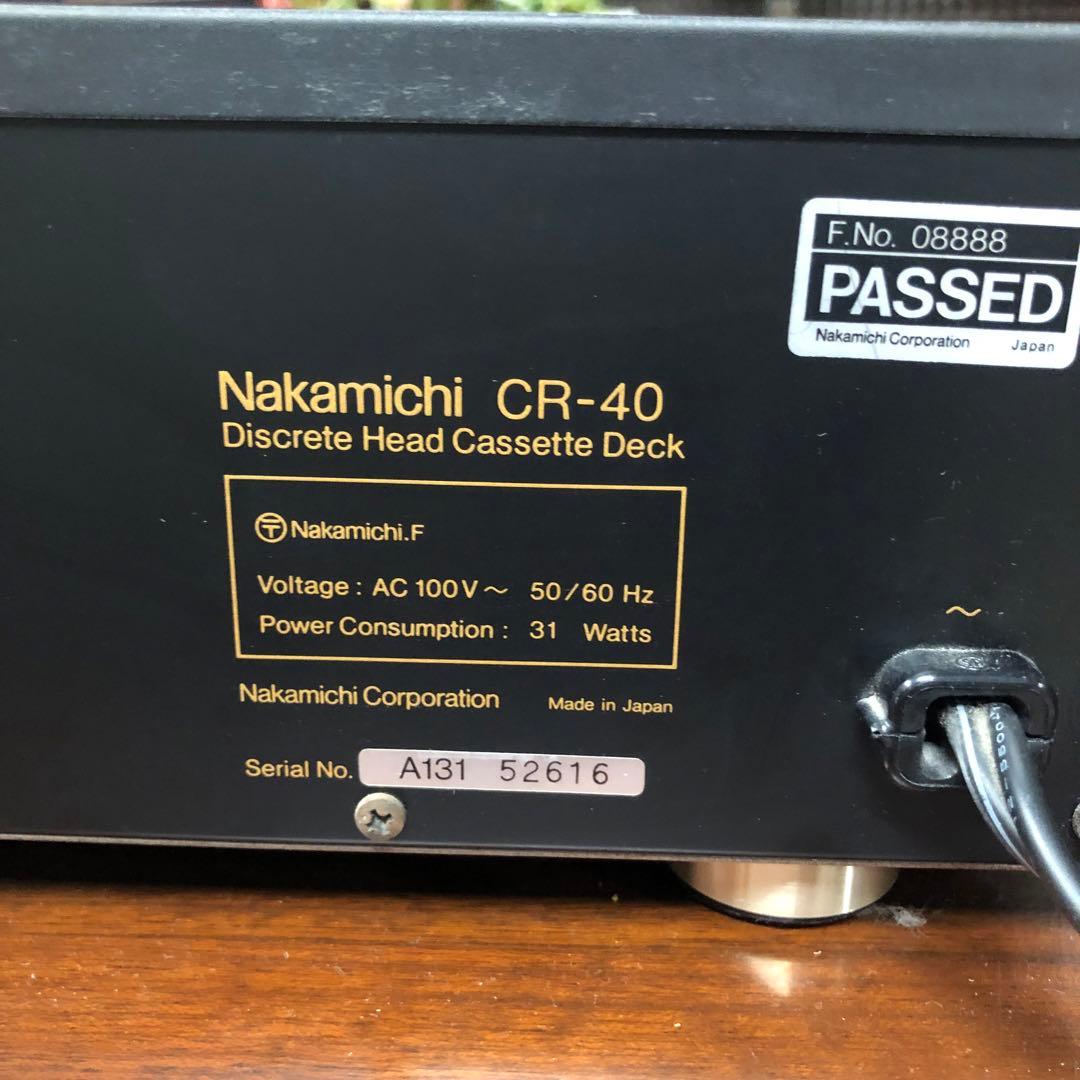 F.No. 08888
PASSED
Nakamichi Corporation Japan
Nakamichi CR-40
Discrete Head Cassette Deck
〒Nakamichi.F
Voltage : AC 100V ~ 50/60 Hz
Power Consumption : 31 Watts
~
Nakamichi Corporation Made in Japan
Serial No. A131 52616